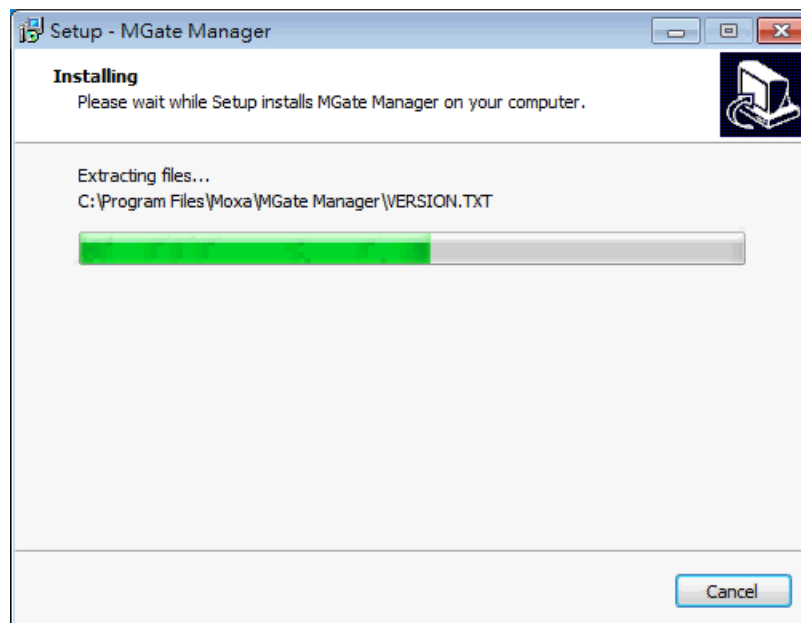 Setup - MGate Manager
Installing
Please wait while Setup installs MGate Manager on your computer.
Extracting files...
C:\Program Files\Moxa\MGate Manager\VERSION.TXT
Cancel